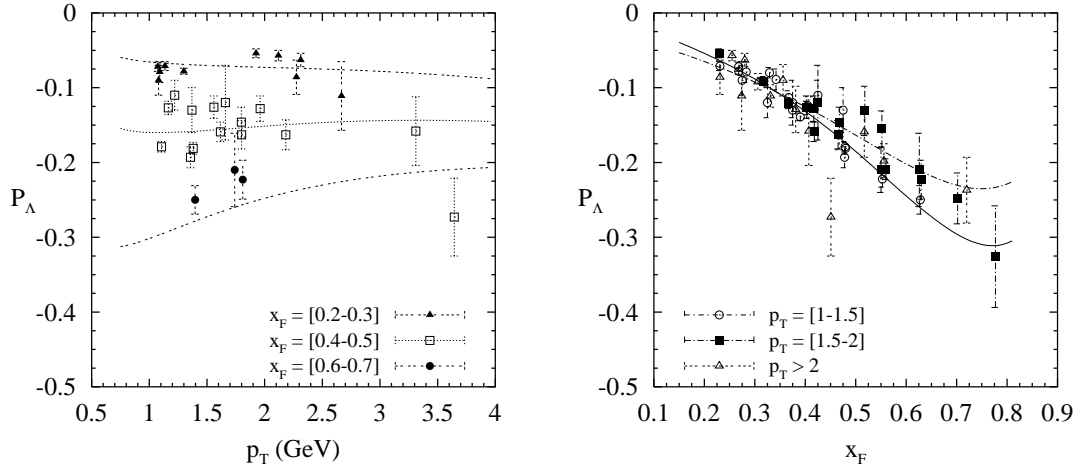 0
-0.1
-0.2
-0.3
-0.4
-0.5
P_Λ
0.5 1 1.5 2 2.5 3 3.5 4
p_T (GeV)
x_F = [0.2-0.3]
x_F = [0.4-0.5]
x_F = [0.6-0.7]
0
-0.1
-0.2
-0.3
-0.4
-0.5
P_Λ
0.1 0.2 0.3 0.4 0.5 0.6 0.7 0.8 0.9
x_F
p_T = [1-1.5]
p_T = [1.5-2]
p_T > 2